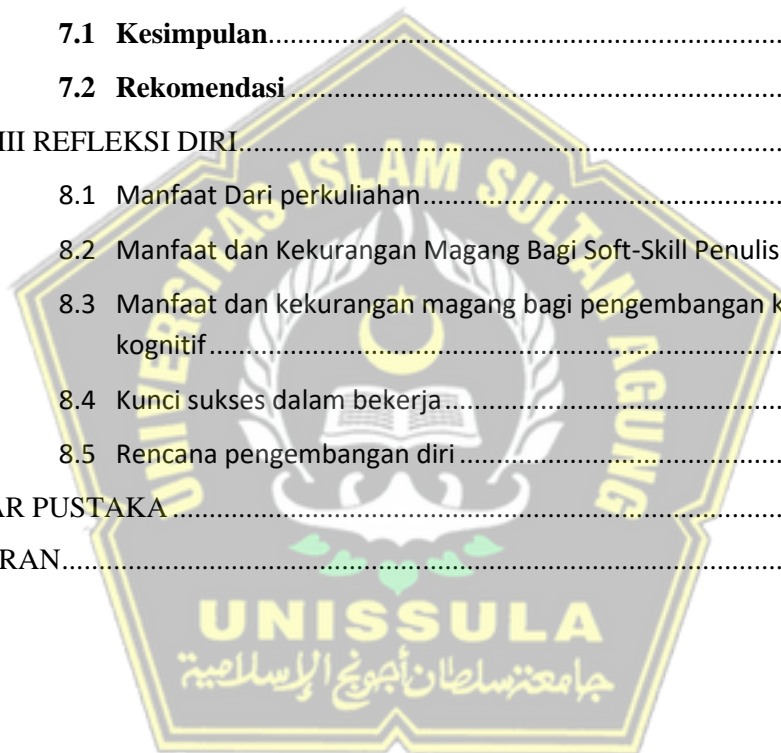 7.1 Kesimpulan
7.2 Rekomendasi
III REFLEKSI DIRI
8.1 Manfaat Dari perkuliahan
8.2 Manfaat dan Kekurangan Magang Bagi Soft-Skill Penulis
8.3 Manfaat dan kekurangan magang bagi pengembangan k
kognitif
8.4 Kunci sukses dalam bekerja
8.5 Rencana pengembangan diri
AR PUSTAKA
RAN
UNIVERSITAS ISLAM SULTAN AGUNG
UNISSULA
جامعة سلطان أجونج الإسلامية